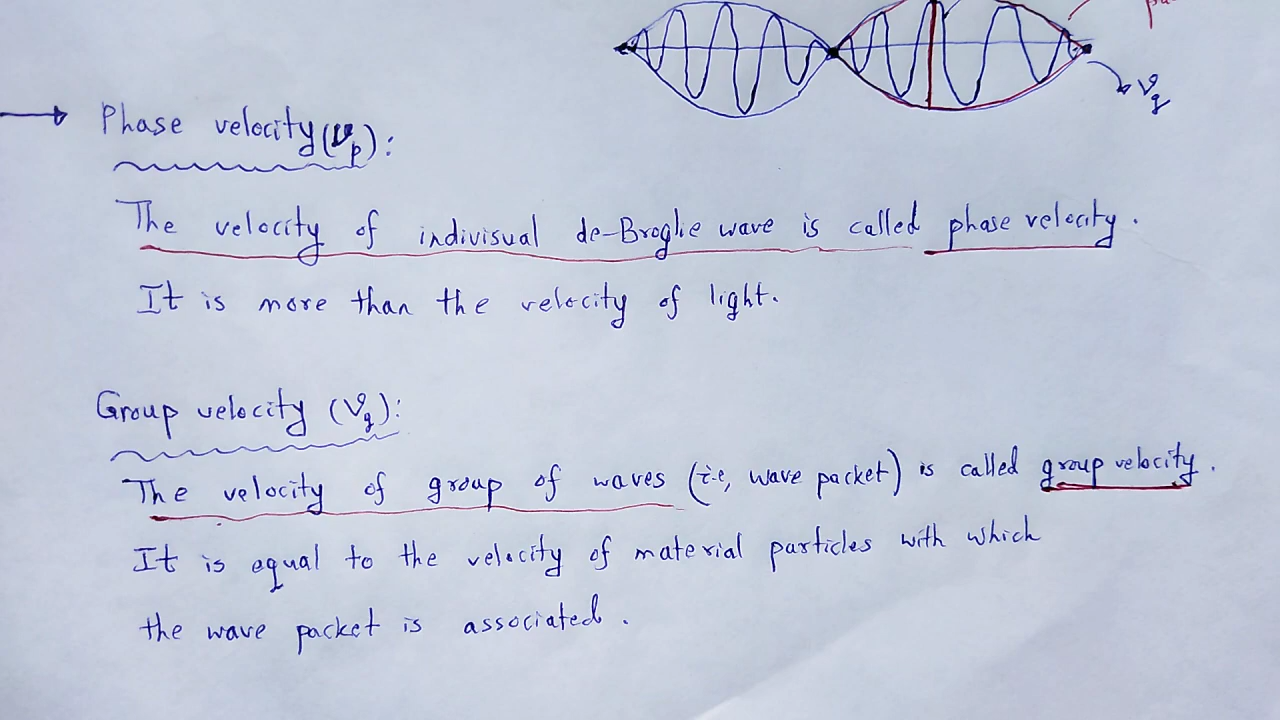 Vg
Phase velocity (Vp):
The velocity of indivisual de-Broglie wave is called phase velocity.
It is more than the velocity of light.
Group velocity (Vg):
The velocity of group of waves (i.e, wave packet) is called group velocity.
It is equal to the velocity of material particles with which
the wave packet is associated.